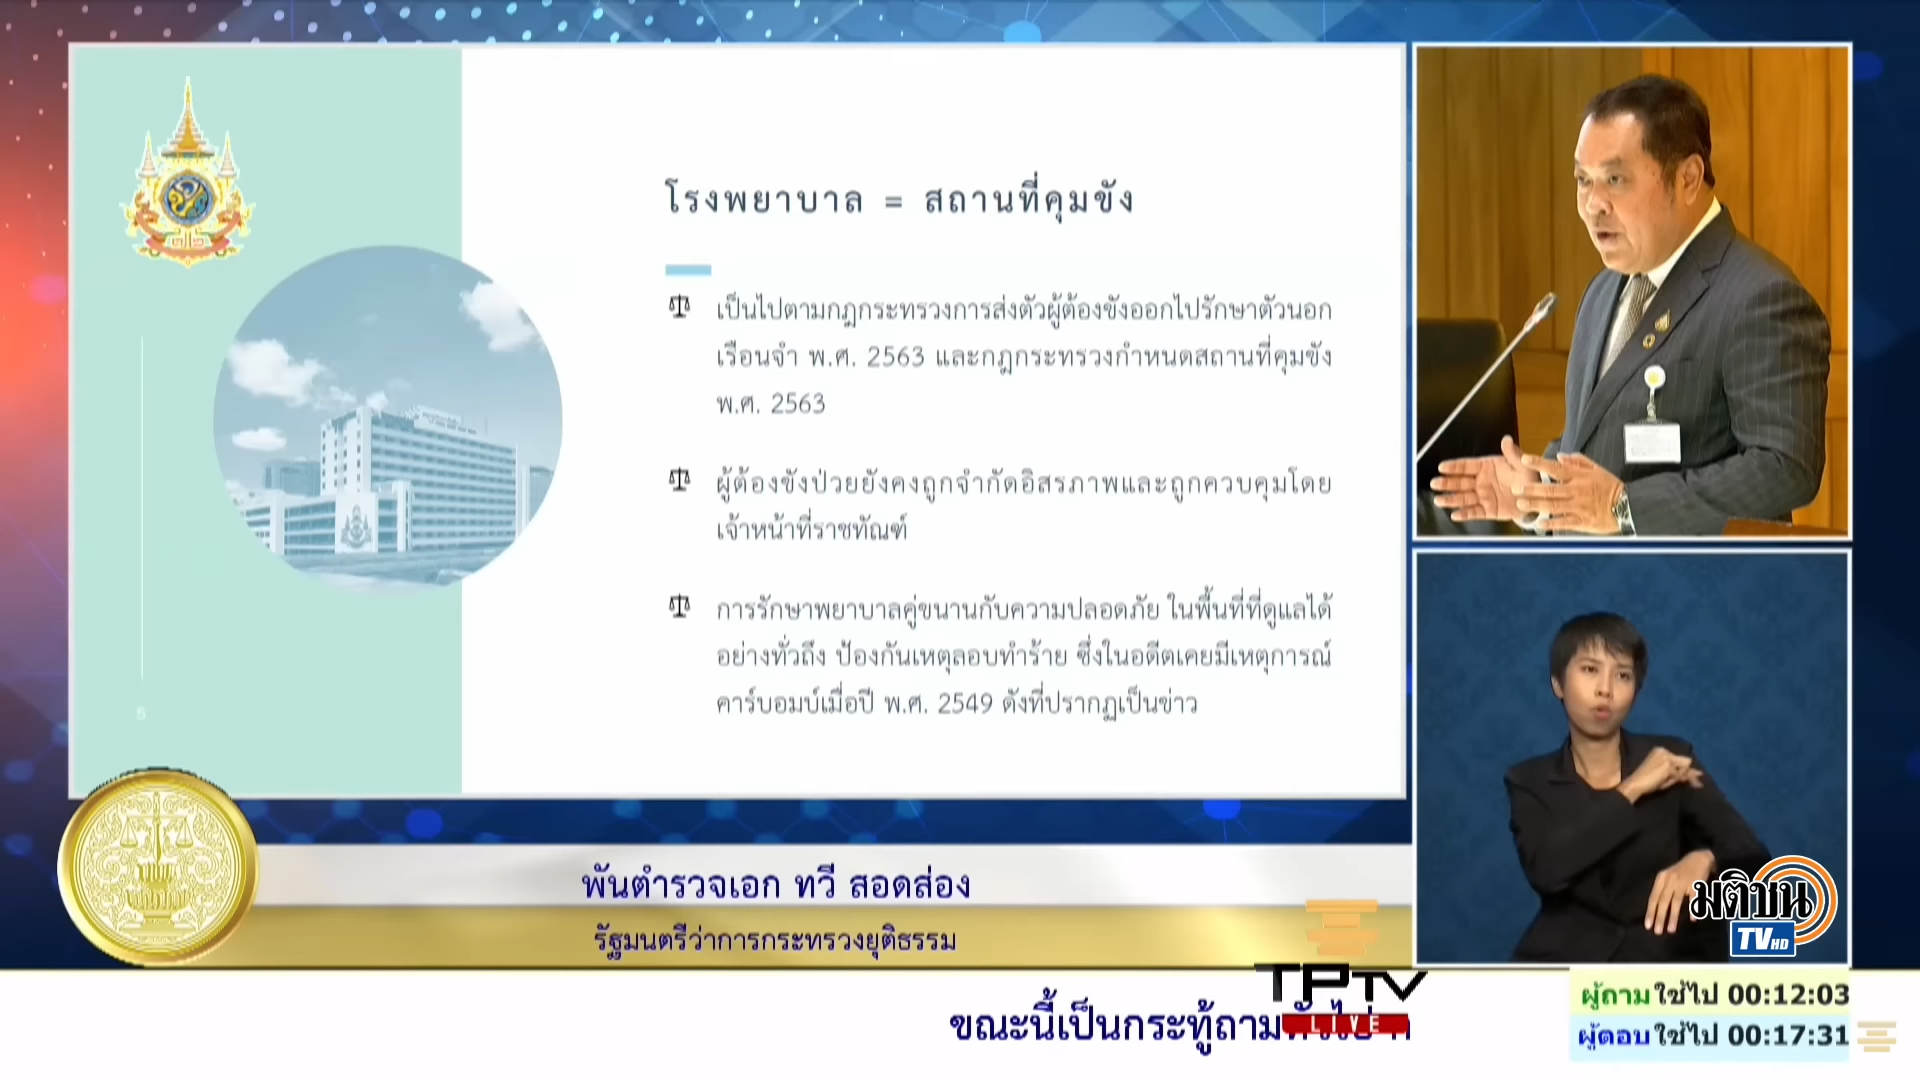 โรงพยาบาล = สถานที่คุมขัง
เป็นไปตามกฎกระทรวงการส่งตัวผู้ต้องขังออกไปรักษาตัวนอก
เรือนจำ พ.ศ. 2563 และกฎกระทรวงกำหนดสถานที่คุมขัง
พ.ศ. 2563
ผู้ต้องขังป่วยยังคงถูกจำกัดอิสรภาพและถูกควบคุมโดย
เจ้าหน้าที่ราชทัณฑ์
การรักษาพยาบาลคู่ขนานกับความปลอดภัย ในพื้นที่ที่ดูแลได้
อย่างทั่วถึง ป้องกันเหตุลอบทำร้าย ซึ่งในอดีตเคยมีเหตุการณ์
คาร์บอมบ์เมื่อปี พ.ศ. 2549 ดังที่ปรากฏเป็นข่าว
5
พันตำรวจเอก ทวี สอดส่อง
รัฐมนตรีว่าการกระทรวงยุติธรรม
มติชน
TV HD
TPTV
LIVE
ขณะนี้เป็นกระทู้ถาม
ผู้ถาม ใช้ไป 00:12:03
ผู้ตอบ ใช้ไป 00:17:31